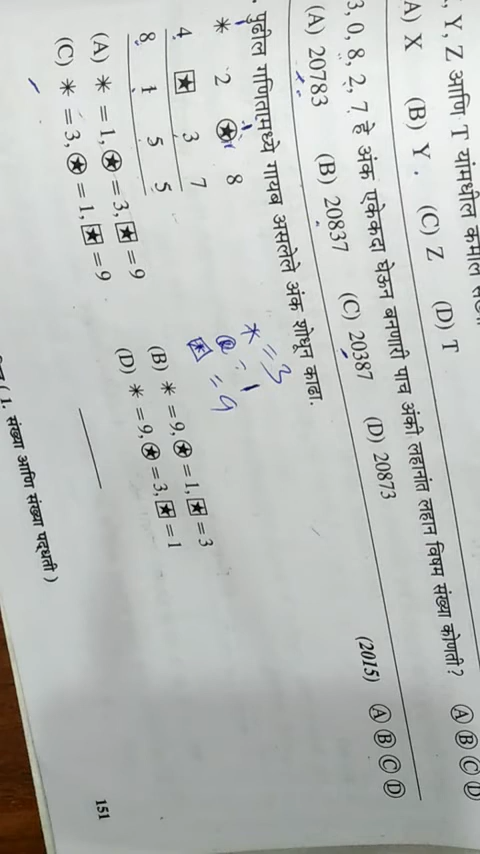 , Y, Z आणि T यांमधील कमाल
A) X (B) Y . (C) Z (D) T
Ⓐ Ⓑ Ⓒ Ⓓ
3, 0, 8, 2, 7 हे अंक एकेकदा घेऊन बनणारी पाच अंकी लहानांत लहान विषम संख्या कोणती?
(2015) Ⓐ Ⓑ Ⓒ Ⓓ
(A) 20783 (B) 20837 (C) 20387 (D) 20873
. पुढील गणितामध्ये गायब असलेले अंक शोधून काढा.
* 2 ✪ 8
4 ★ 3 7
8 1 5 5
* = 3
= 1
★ = 9
(A) * = 1, ✪ = 3, ★ = 9 (B) * = 9, ✪ = 1, ★ = 3
(C) * = 3, ✪ = 1, ★ = 9 (D) * = 9, ✪ = 3, ★ = 1
( 1. संख्या आणि संख्या पद्धती )
151